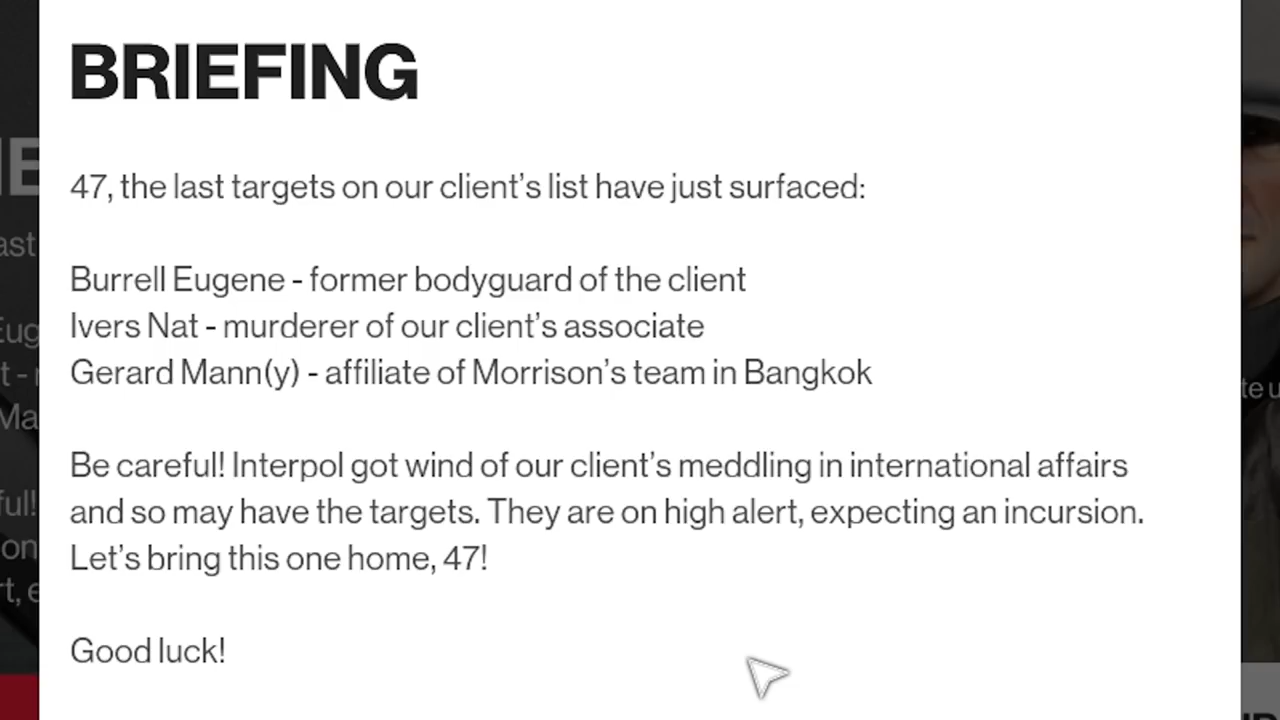 BRIEFING
47, the last targets on our client’s list have just surfaced:
Burrell Eugene - former bodyguard of the client
Ivers Nat - murderer of our client’s associate
Gerard Mann(y) - affiliate of Morrison’s team in Bangkok
Be careful! Interpol got wind of our client’s meddling in international affairs
and so may have the targets. They are on high alert, expecting an incursion.
Let’s bring this one home, 47!
Good luck!